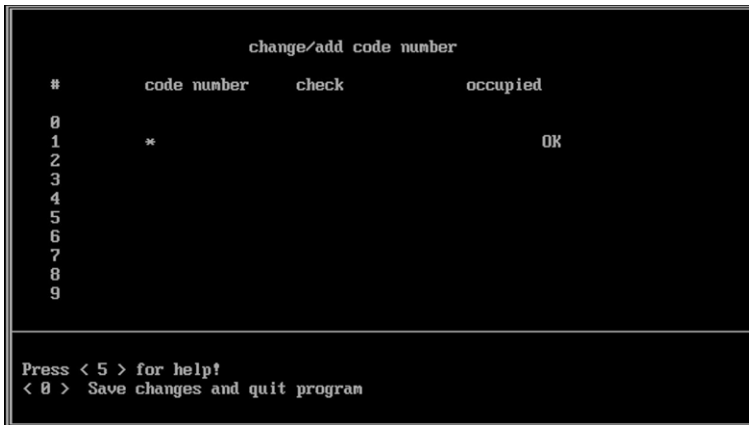 change/add code number
# code number check occupied
0
1 * OK
2
3
4
5
6
7
8
9
Press < 5 > for help!
< 0 > Save changes and quit program